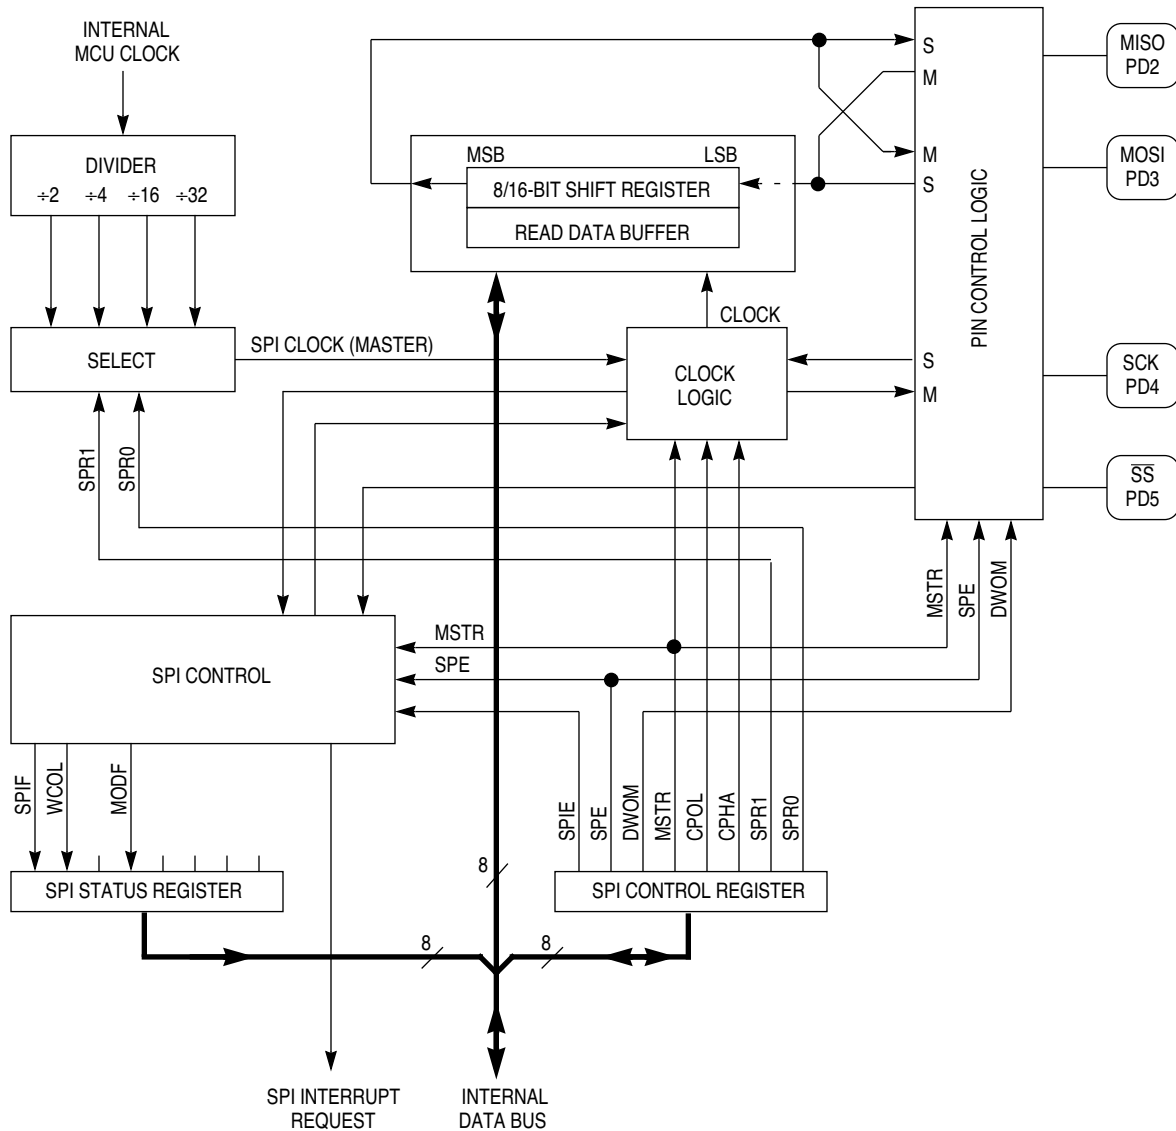 INTERNAL
MCU CLOCK
DIVIDER
÷2 ÷4 ÷16 ÷32
SELECT
SPI CLOCK (MASTER)
SPR1
SPR0
MSB LSB
8/16-BIT SHIFT REGISTER
READ DATA BUFFER
CLOCK
CLOCK
LOGIC
S
M
M
S
S
M
PIN CONTROL LOGIC
MISO
PD2
MOSI
PD3
SCK
PD4
SS
PD5
MSTR
SPE
DWOM
SPI CONTROL
MSTR
SPE
SPIF
WCOL
MODF
SPI STATUS REGISTER
SPIE
SPE
DWOM
MSTR
CPOL
CPHA
SPR1
SPR0
SPI CONTROL REGISTER
8
8
8
SPI INTERRUPT
REQUEST
INTERNAL
DATA BUS